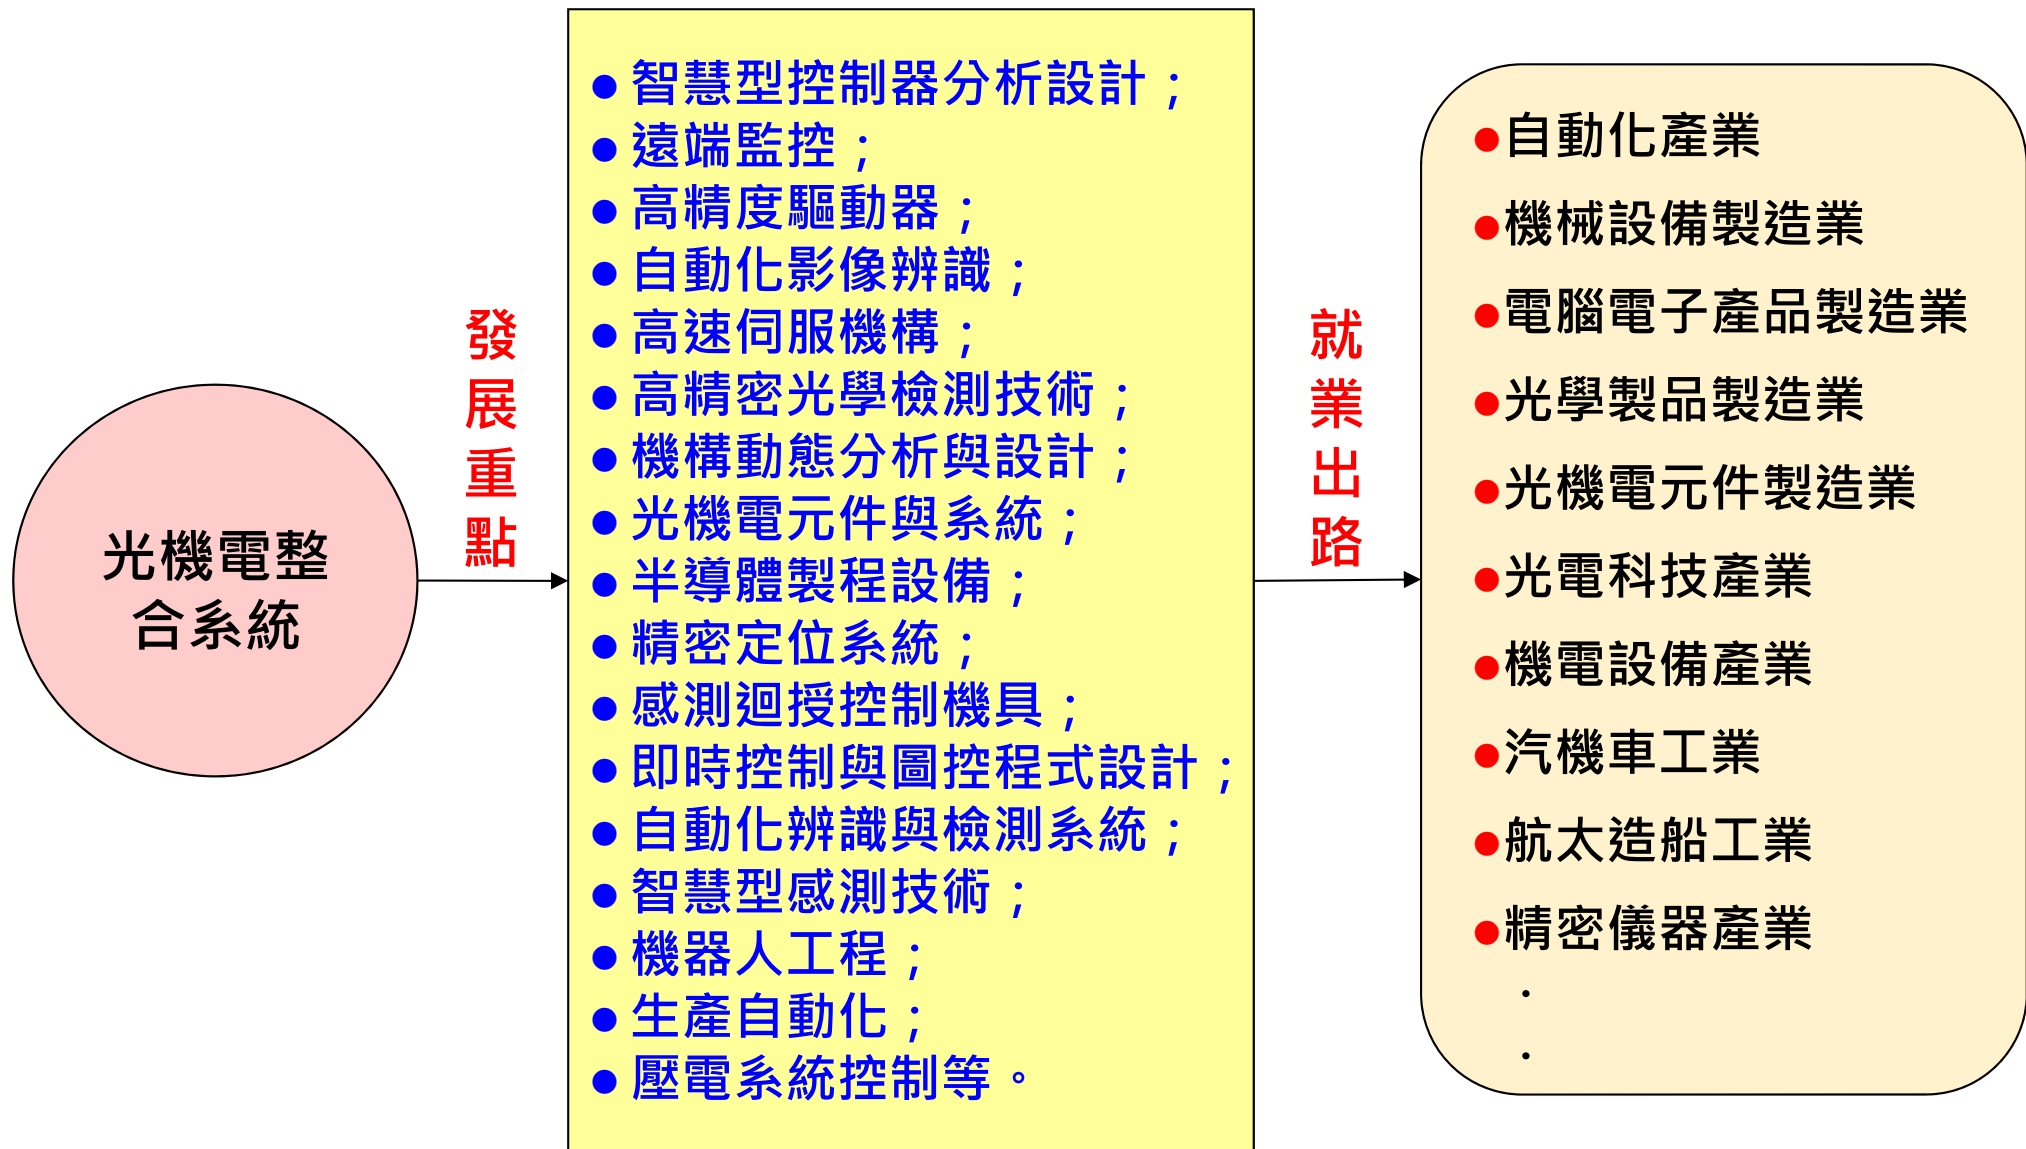 光機電整
合系統
發展重點
● 智慧型控制器分析設計；
● 遠端監控；
● 高精度驅動器；
● 自動化影像辨識；
● 高速伺服機構；
● 高精密光學檢測技術；
● 機構動態分析與設計；
● 光機電元件與系統；
● 半導體製程設備；
● 精密定位系統；
● 感測迴授控制機具；
● 即時控制與圖控程式設計；
● 自動化辨識與檢測系統；
● 智慧型感測技術；
● 機器人工程；
● 生產自動化；
● 壓電系統控制等。
就業出路
●自動化產業
●機械設備製造業
●電腦電子產品製造業
●光學製品製造業
●光機電元件製造業
●光電科技產業
●機電設備產業
●汽機車工業
●航太造船工業
●精密儀器產業
．
．